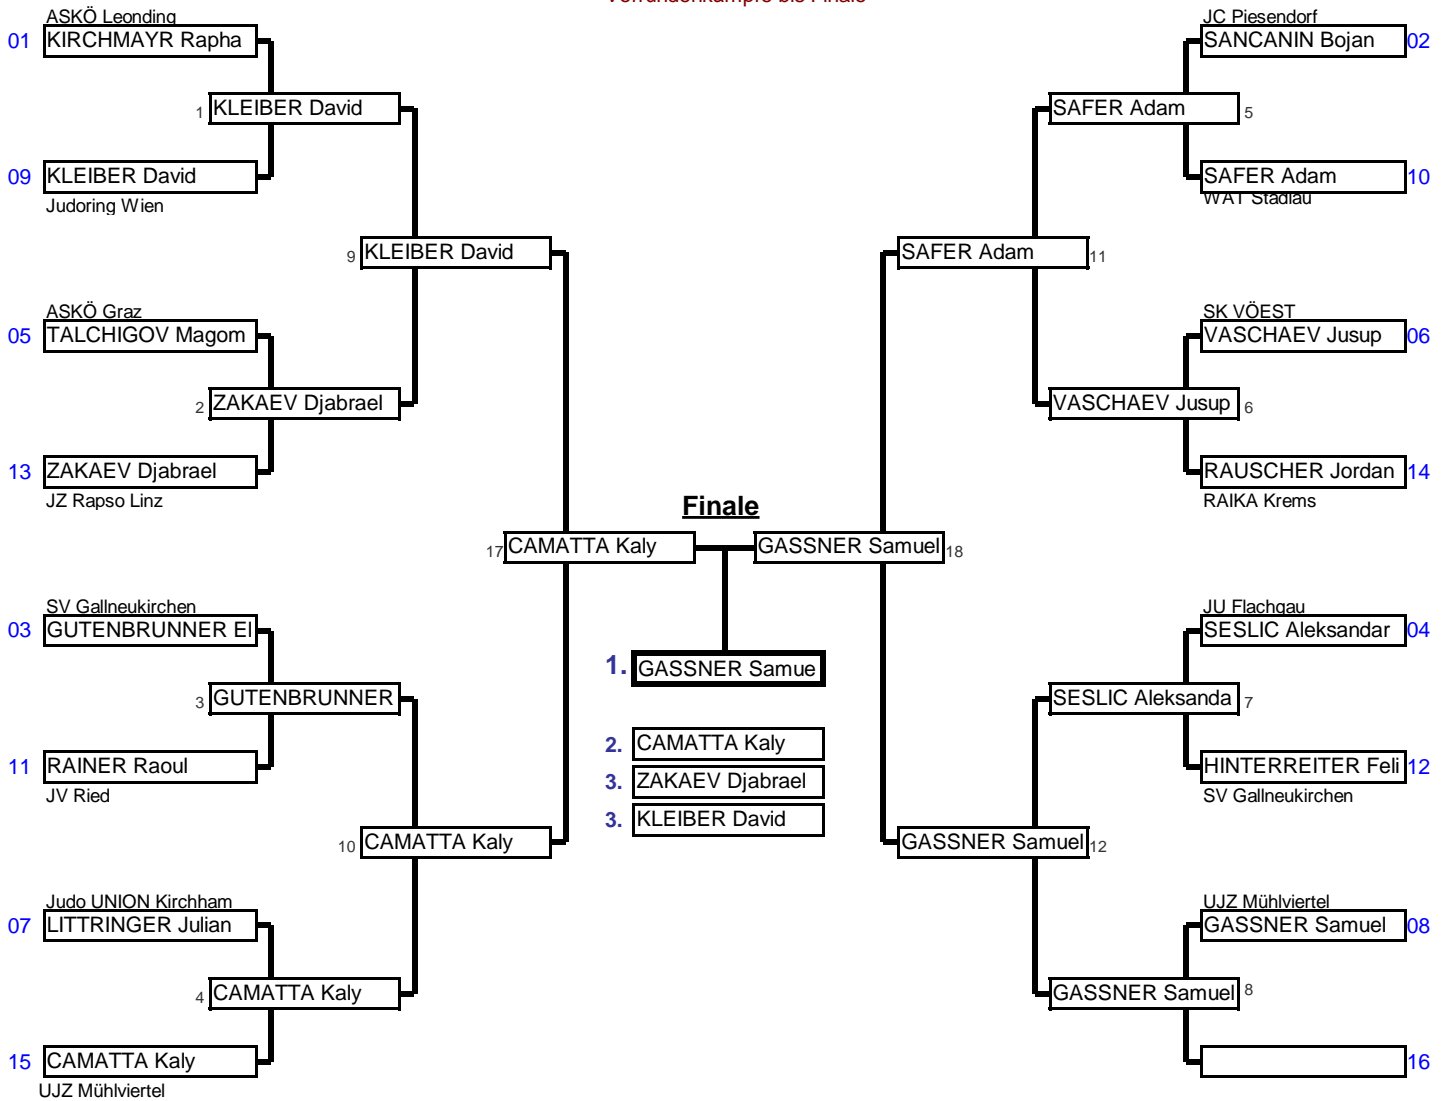 ASKÖ Leonding
01 KIRCHMAYR Rapha
1 KLEIBER David
09 KLEIBER David
Judoring Wien
9 KLEIBER David
ASKÖ Graz
05 TALCHIGOV Magom
2 ZAKAEV Djabrael
13 ZAKAEV Djabrael
JZ Rapso Linz
17 CAMATTA Kaly
SV Gallneukirchen
03 GUTENBRUNNER El
3 GUTENBRUNNER
11 RAINER Raoul
JV Ried
10 CAMATTA Kaly
Judo UNION Kirchham
07 LITTRINGER Julian
4 CAMATTA Kaly
15 CAMATTA Kaly
UJZ Mühlviertel
Vorrundenkämpfe bis Finale
Finale
1. GASSNER Samue
2. CAMATTA Kaly
3. ZAKAEV Djabrael
3. KLEIBER David
JC Piesendorf
SANCANIN Bojan 02
SAFER Adam 5
SAFER Adam 10
WAT Stadlau
SAFER Adam 11
SK VÖEST
VASCHAEV Jusup 06
VASCHAEV Jusup 6
RAUSCHER Jordan 14
RAIKA Krems
GASSNER Samuel 18
JU Flachgau
SESLIC Aleksandar 04
SESLIC Aleksanda 7
HINTERREITER Feli 12
SV Gallneukirchen
GASSNER Samuel 12
UJZ Mühlviertel
GASSNER Samuel 08
GASSNER Samuel 8
16